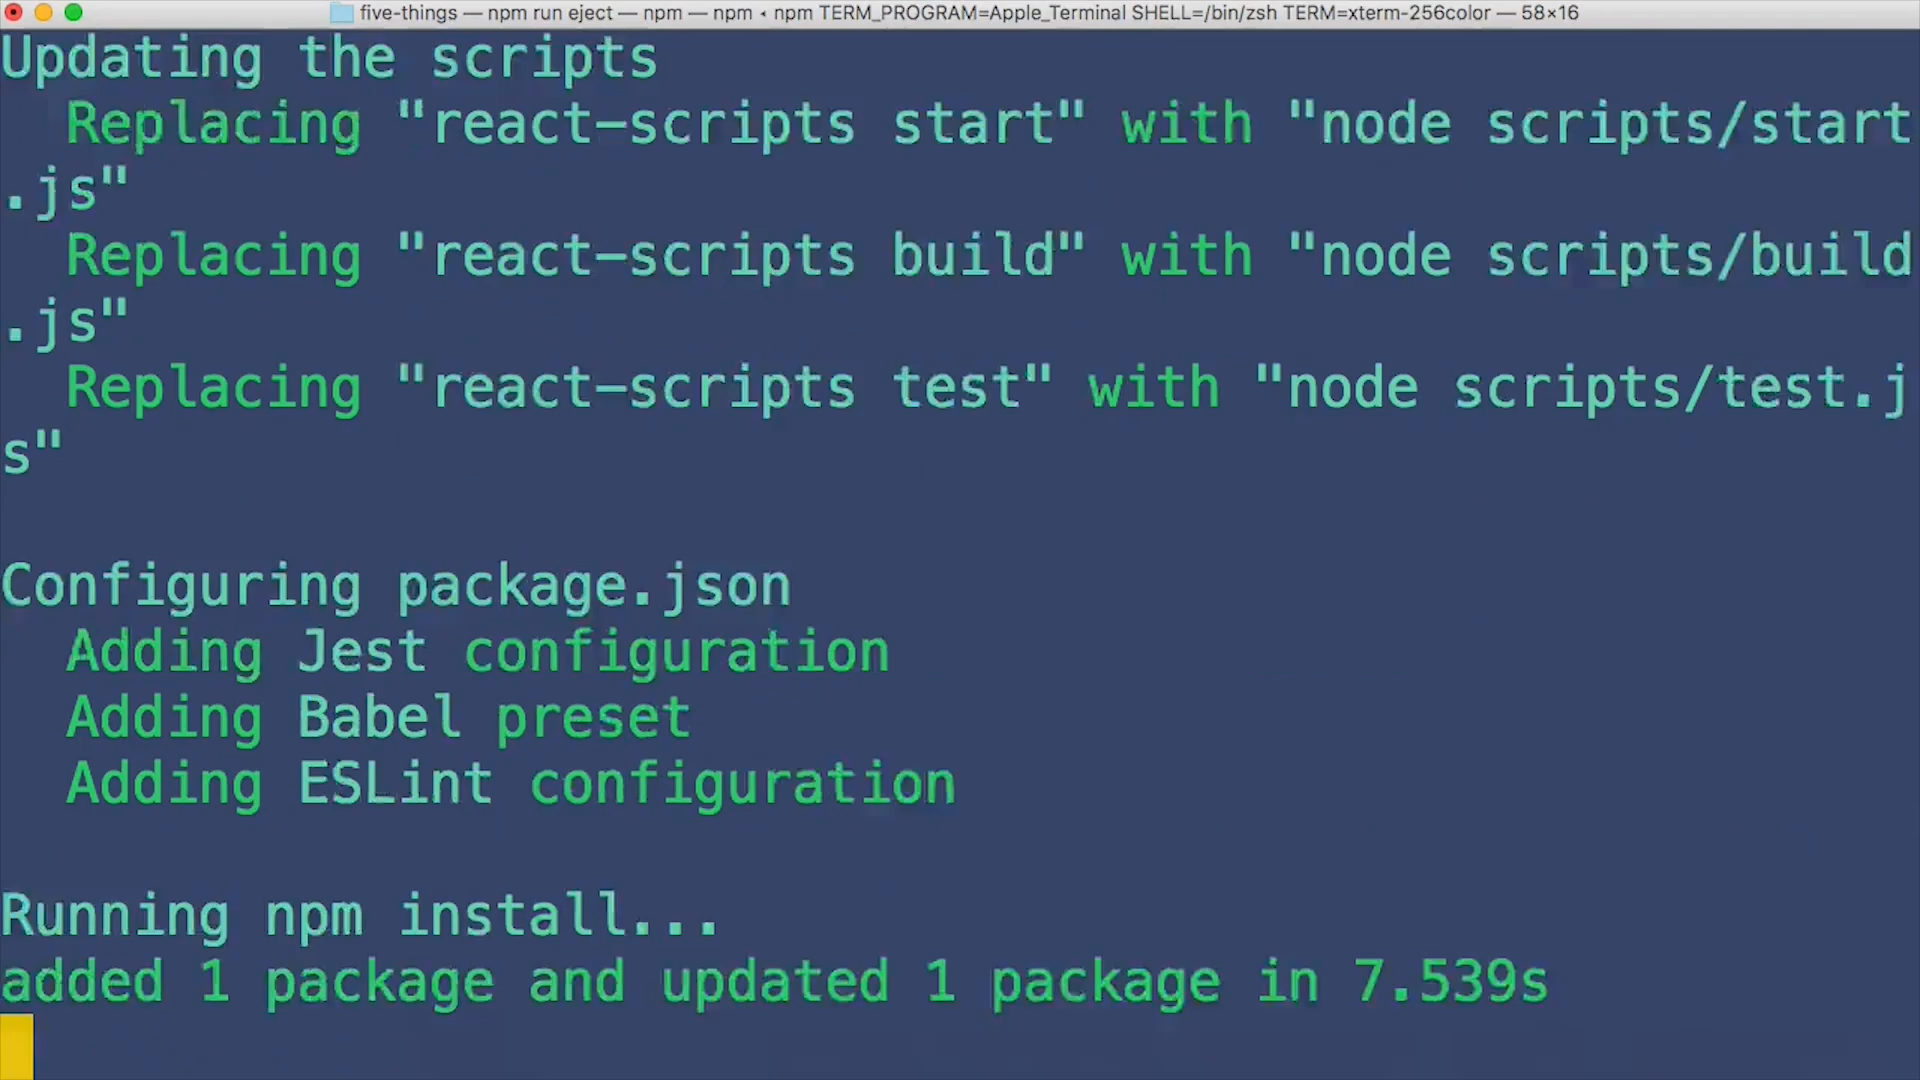 five-things — npm run eject — npm — npm ◂ npm TERM_PROGRAM=Apple_Terminal SHELL=/bin/zsh TERM=xterm-256color — 58×16
Updating the scripts
  Replacing "react-scripts start" with "node scripts/start
.js"
  Replacing "react-scripts build" with "node scripts/build
.js"
  Replacing "react-scripts test" with "node scripts/test.j
s"
Configuring package.json
  Adding Jest configuration
  Adding Babel preset
  Adding ESLint configuration
Running npm install...
added 1 package and updated 1 package in 7.539s